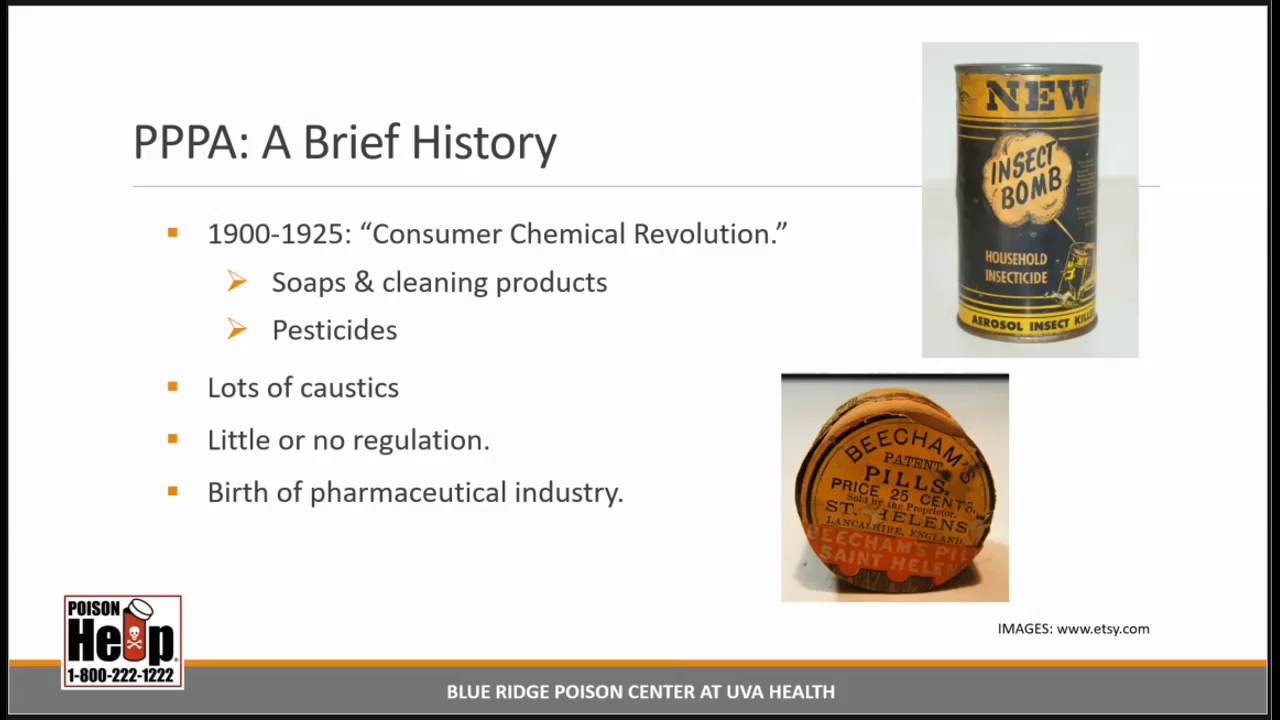 PPPA: A Brief History
1900-1925: “Consumer Chemical Revolution.”
Soaps & cleaning products
Pesticides
Lots of caustics
Little or no regulation.
Birth of pharmaceutical industry.
NEW
INSECT
BOMB
HOUSEHOLD
INSECTICIDE
AEROSOL INSECT
BEECHAM'S
PATENT
PILLS.
PRICE 25 CENTS.
Sold by the Proprietor.
ST. HELENS,
LANCASHIRE, ENGLAND.
BEECHAM'S
SAINT
IMAGES: www.etsy.com
POISON
Help
1-800-222-1222
BLUE RIDGE POISON CENTER AT UVA HEALTH